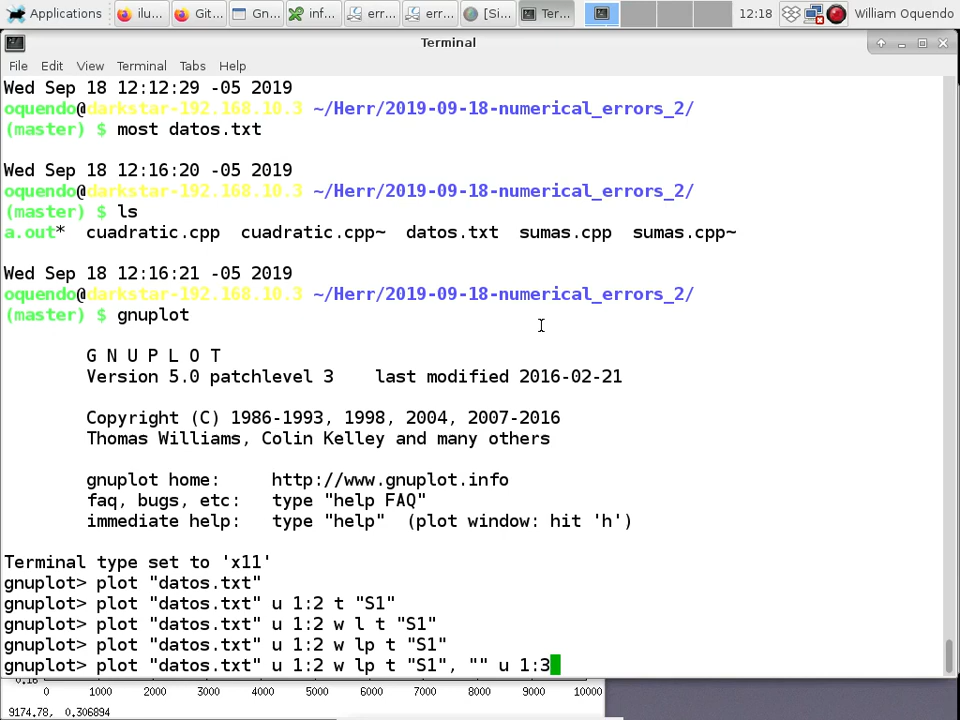 Applications ilu... Git... Gn... inf... err... err... [Si... Ter... 12:18 William Oquendo
Terminal
File Edit View Terminal Tabs Help
Wed Sep 18 12:12:29 -05 2019
oquendo@darkstar-192.168.10.3 ~/Herr/2019-09-18-numerical_errors_2/
(master) $ most datos.txt
Wed Sep 18 12:16:20 -05 2019
oquendo@darkstar-192.168.10.3 ~/Herr/2019-09-18-numerical_errors_2/
(master) $ ls
a.out* cuadratic.cpp cuadratic.cpp~ datos.txt sumas.cpp sumas.cpp~
Wed Sep 18 12:16:21 -05 2019
oquendo@darkstar-192.168.10.3 ~/Herr/2019-09-18-numerical_errors_2/
(master) $ gnuplot
G N U P L O T
Version 5.0 patchlevel 3 last modified 2016-02-21
Copyright (C) 1986-1993, 1998, 2004, 2007-2016
Thomas Williams, Colin Kelley and many others
gnuplot home: http://www.gnuplot.info
faq, bugs, etc: type "help FAQ"
immediate help: type "help" (plot window: hit 'h')
Terminal type set to 'x11'
gnuplot> plot "datos.txt"
gnuplot> plot "datos.txt" u 1:2 t "S1"
gnuplot> plot "datos.txt" u 1:2 w l t "S1"
gnuplot> plot "datos.txt" u 1:2 w lp t "S1"
gnuplot> plot "datos.txt" u 1:2 w lp t "S1", "" u 1:3
0 1000 2000 3000 4000 5000 6000 7000 8000 9000 10000
9174.78, 0.306894